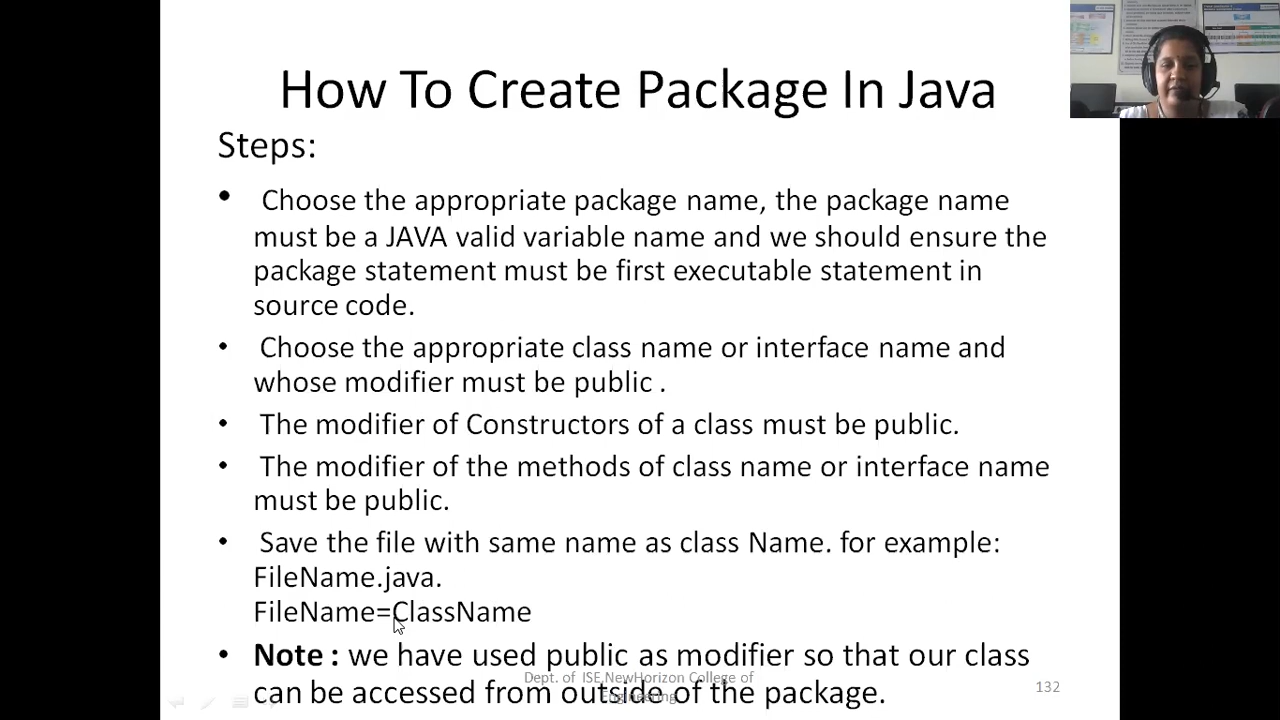 How To Create Package In Java
Steps:
• Choose the appropriate package name, the package name
must be a JAVA valid variable name and we should ensure the
package statement must be first executable statement in
source code.
• Choose the appropriate class name or interface name and
whose modifier must be public .
• The modifier of Constructors of a class must be public.
• The modifier of the methods of class name or interface name
must be public.
• Save the file with same name as class Name. for example:
FileName.java.
FileName=ClassName
• Note : we have used public as modifier so that our class
can be accessed from outside of the package.
Dept. of ISE,NewHorizon College of
Engineering
132